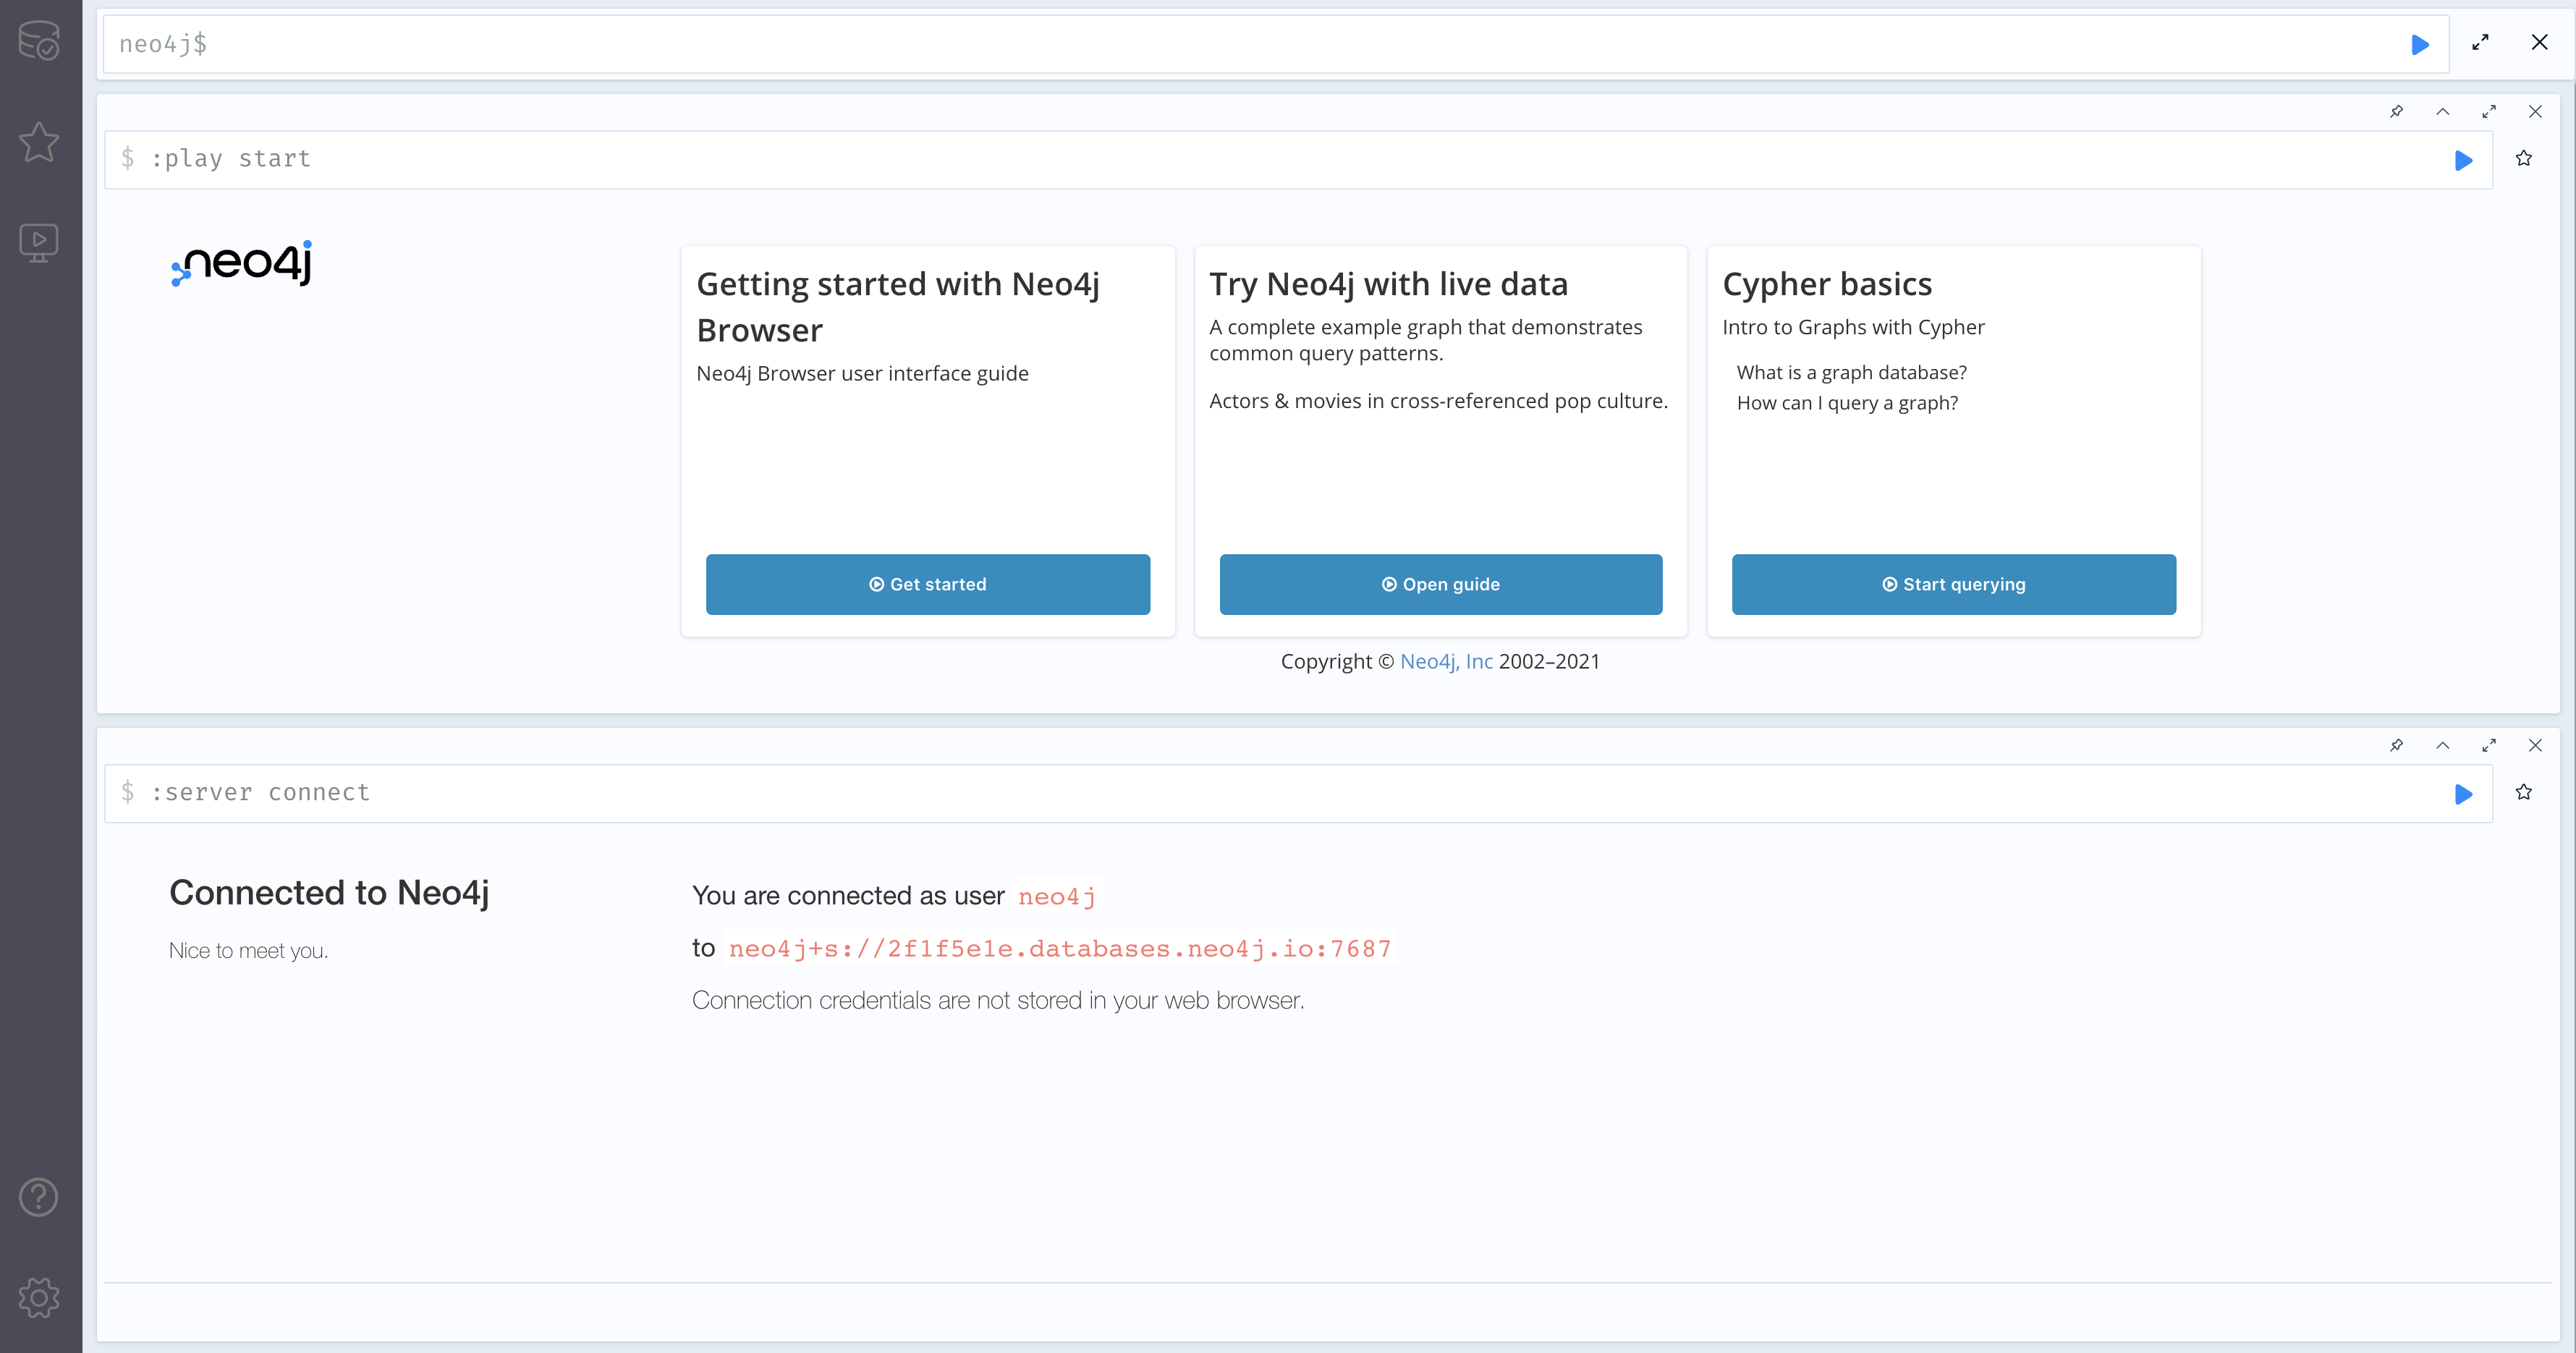 neo4j$
$ :play start
neo4j
Getting started with Neo4j
Browser
Neo4j Browser user interface guide
Get started
Try Neo4j with live data
A complete example graph that demonstrates
common query patterns.
Actors & movies in cross-referenced pop culture.
Open guide
Cypher basics
Intro to Graphs with Cypher
What is a graph database?
How can I query a graph?
Start querying
Copyright © Neo4j, Inc 2002–2021
$ :server connect
Connected to Neo4j
Nice to meet you.
You are connected as user neo4j
to neo4j+s://2f1f5e1e.databases.neo4j.io:7687
Connection credentials are not stored in your web browser.